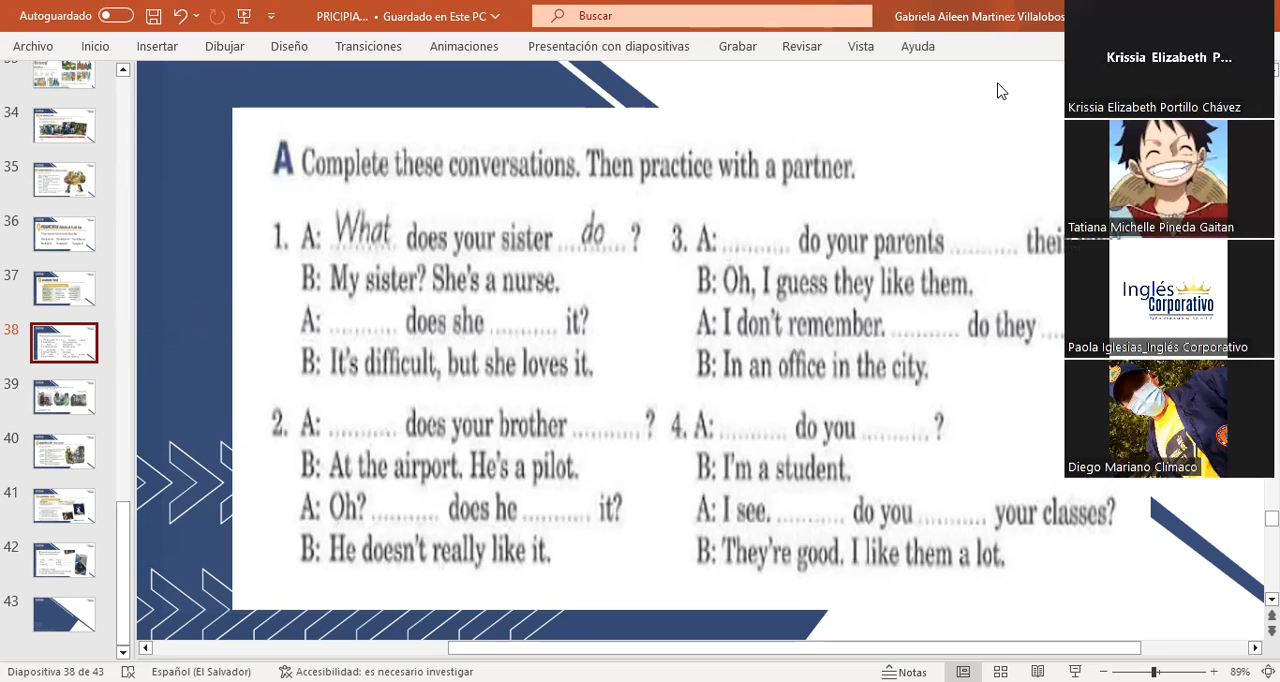 Autoguardado
PRICIPIA... • Guardado en Este PC
Buscar
Gabriela Aileen Martinez Villalobos
Archivo Inicio Insertar Dibujar Diseño Transiciones Animaciones Presentación con diapositivas Grabar Revisar Vista Ayuda
34
35
36
37
38
39
40
41
42
43
A Complete these conversations. Then practice with a partner.
1. A: What does your sister do ?
B: My sister? She's a nurse.
A: .......... does she .......... it?
B: It's difficult, but she loves it.
2. A: .......... does your brother .......... ?
B: At the airport. He's a pilot.
A: Oh? .......... does he .......... it?
B: He doesn't really like it.
3. A: .......... do your parents .......... thei
B: Oh, I guess they like them.
A: I don't remember. .......... do they ....
B: In an office in the city.
4. A: .......... do you .......... ?
B: I'm a student.
A: I see. .......... do you .......... your classes?
B: They're good. I like them a lot.
Krissia Elizabeth P...
Krissia Elizabeth Portillo Chávez
Tatiana Michelle Pineda Gaitan
Inglés
Corporativo
Paola Iglesias_Inglés Corporativo
Diego Mariano Climaco
Diapositiva 38 de 43 Español (El Salvador) Accesibilidad: es necesario investigar Notas 89%